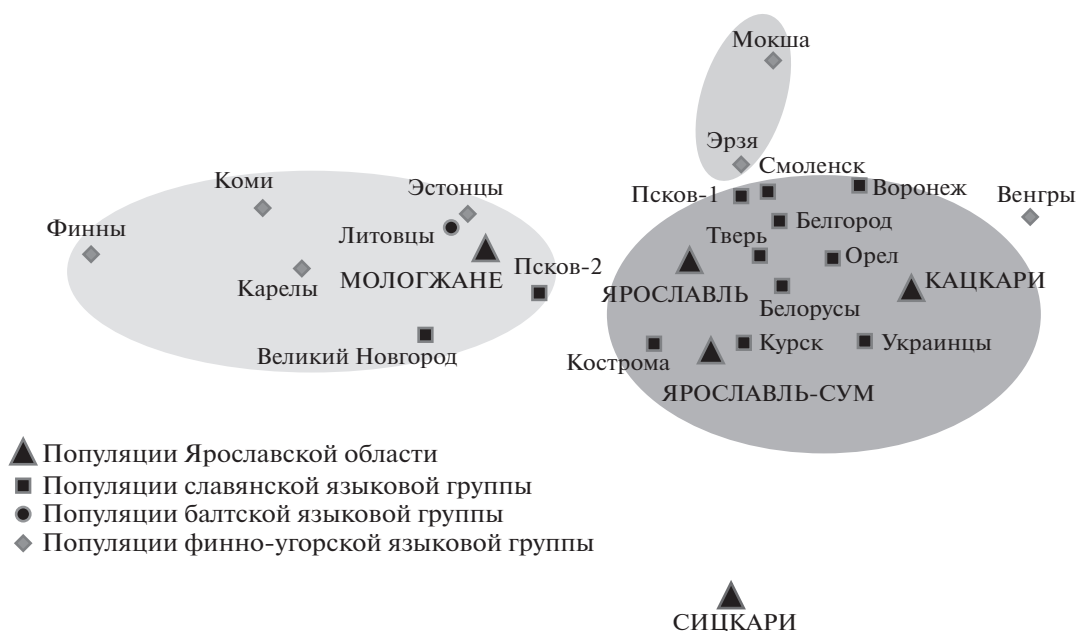 Мокша
Эрзя
Смоленск
Коми
Эстонцы
Псков-1
Воронеж
Венгры
Финны
Литовцы
Белгород
Тверь
Орел
Псков-2
Карелы
МОЛОГЖАНЕ
ЯРОСЛАВЛЬ
КАЦКАРИ
Белорусы
Великий Новгород
Кострома
Курск
Украинцы
ЯРОСЛАВЛЬ-СУМ
Популяции Ярославской области
Популяции славянской языковой группы
Популяции балтской языковой группы
Популяции финно-угорской языковой группы
СИЦКАРИ